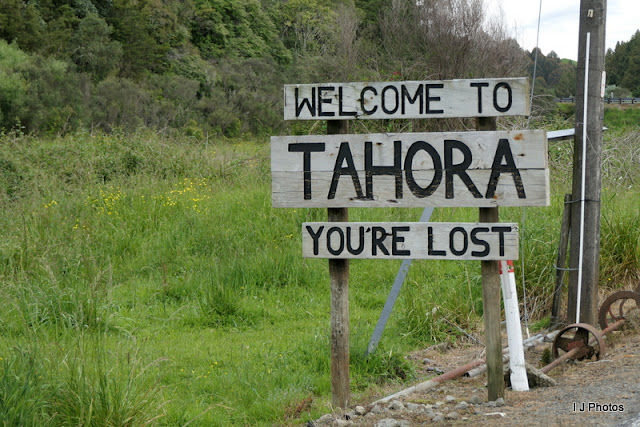 WELCOME TO
TAHORA
YOU'RE LOST
I J Photos